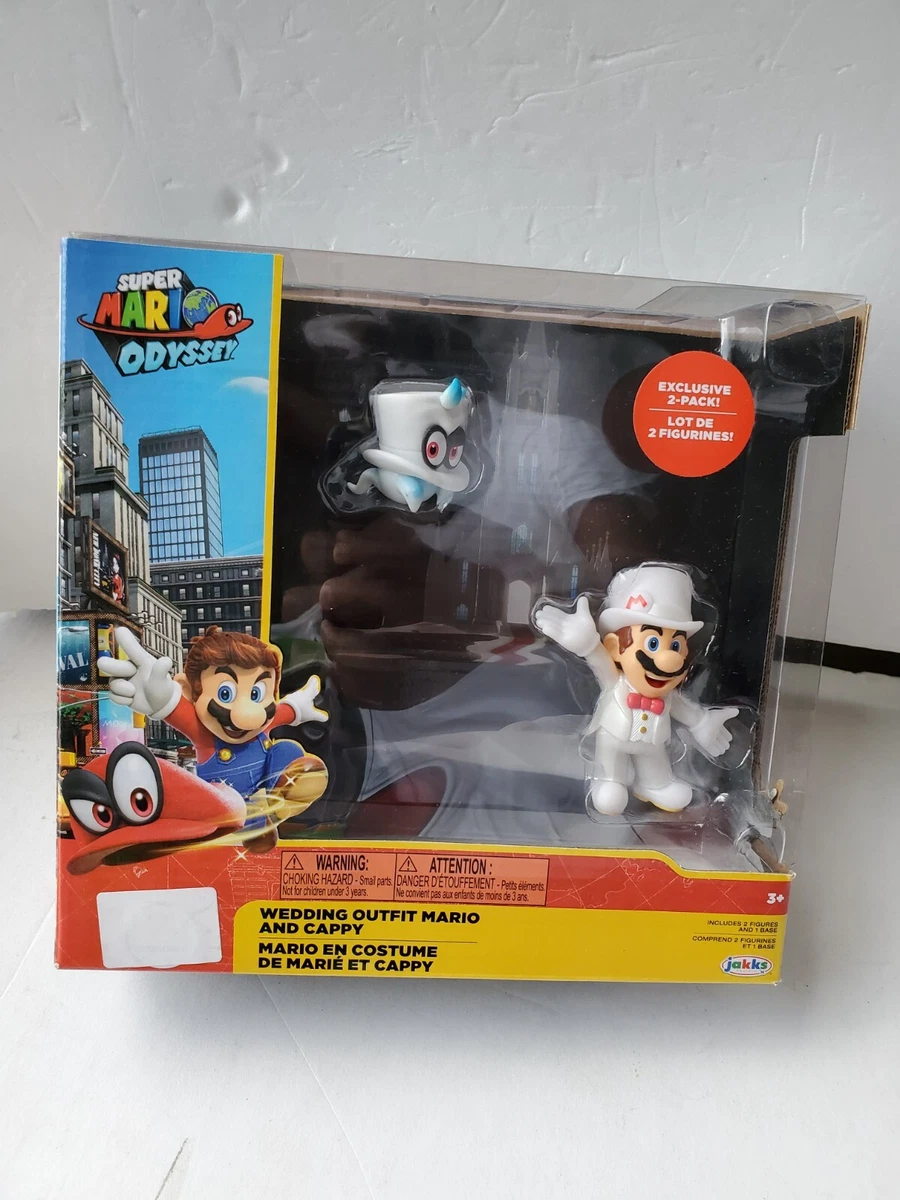 SUPER
MARIO
ODYSSEY
EXCLUSIVE
2-PACK!
LOT DE
2 FIGURINES!
M
VAL
WARNING:
CHOKING HAZARD - Small parts.
Not for children under 3 years.
ATTENTION :
DANGER D'ÉTOUFFEMENT - Petits éléments.
Ne convient pas aux enfants de moins de 3 ans.
3+
WEDDING OUTFIT MARIO
AND CAPPY
MARIO EN COSTUME
DE MARIÉ ET CAPPY
INCLUDES 2 FIGURES
AND 1 BASE
COMPREND 2 FIGURINES
ET 1 BASE
jakks